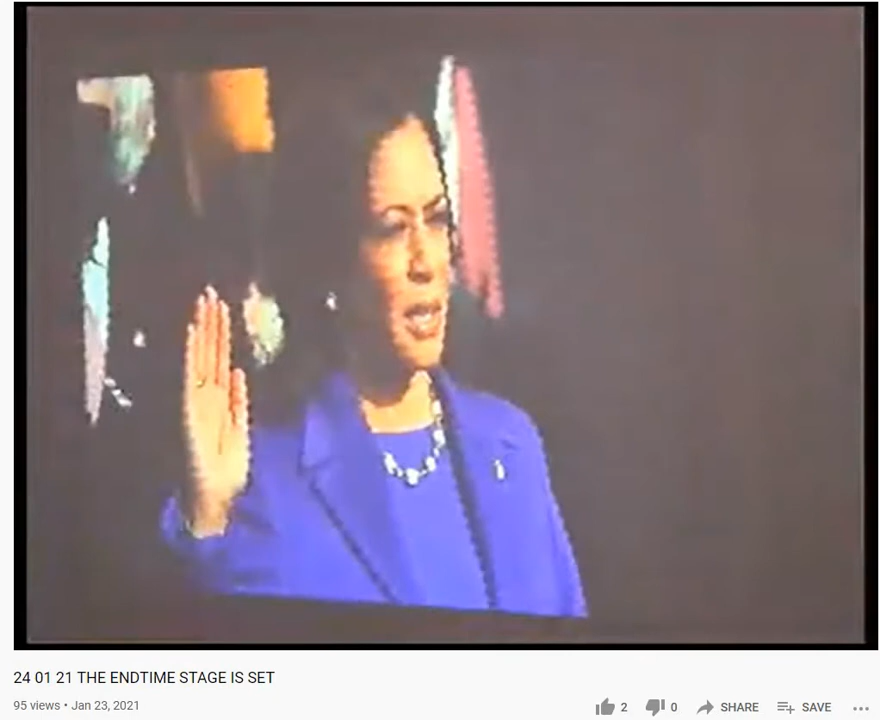 24 01 21 THE ENDTIME STAGE IS SET
95 views • Jan 23, 2021
2
0
SHARE
SAVE